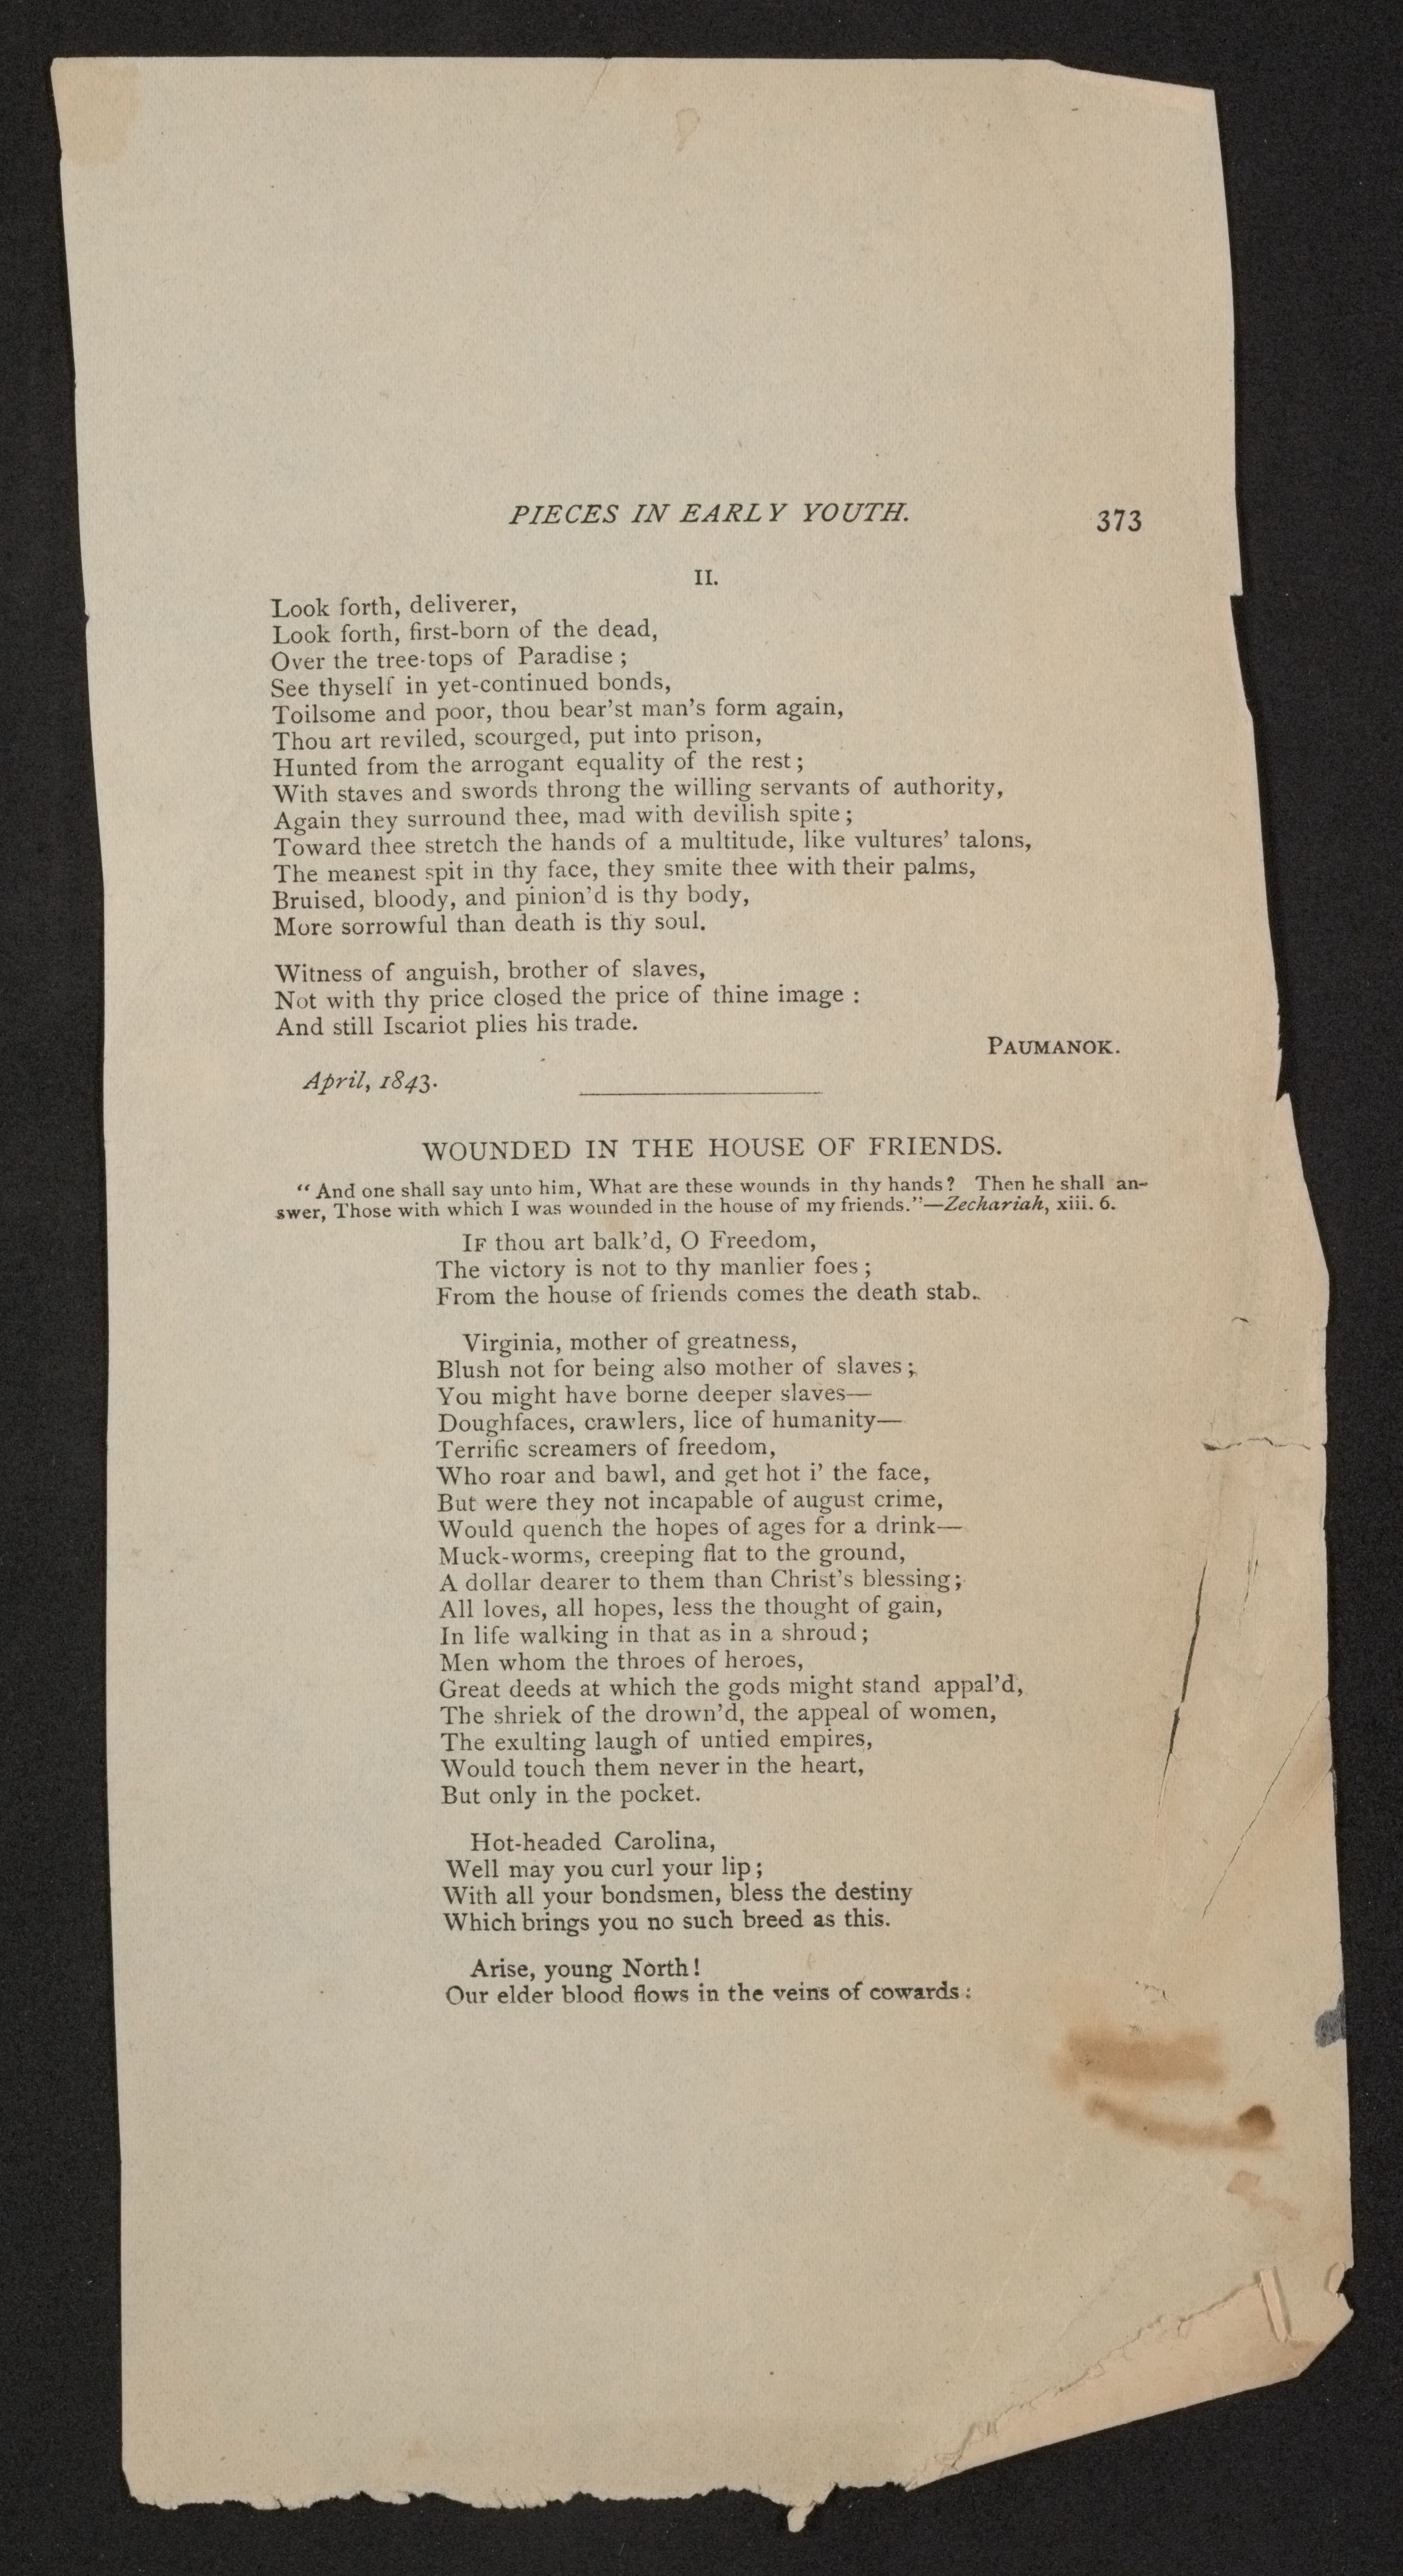 PIECES IN EARLY YOUTH. 373
II.
Look forth, deliverer,
Look forth, first-born of the dead,
Over the tree-tops of Paradise ;
See thyself in yet-continued bonds,
Toilsome and poor, thou bear'st man's form again,
Thou art reviled, scourged, put into prison,
Hunted from the arrogant equality of the rest ;
With staves and swords throng the willing servants of authority,
Again they surround thee, mad with devilish spite ;
Toward thee stretch the hands of a multitude, like vultures' talons,
The meanest spit in thy face, they smite thee with their palms,
Bruised, bloody, and pinion'd is thy body,
More sorrowful than death is thy soul.
Witness of anguish, brother of slaves,
Not with thy price closed the price of thine image :
And still Iscariot plies his trade.
PAUMANOK.
April, 1843.
WOUNDED IN THE HOUSE OF FRIENDS.
"And one shall say unto him, What are these wounds in thy hands? Then he shall an-
swer, Those with which I was wounded in the house of my friends."—Zechariah, xiii. 6.
IF thou art balk'd, O Freedom,
The victory is not to thy manlier foes ;
From the house of friends comes the death stab.
Virginia, mother of greatness,
Blush not for being also mother of slaves ;
You might have borne deeper slaves—
Doughfaces, crawlers, lice of humanity—
Terrific screamers of freedom,
Who roar and bawl, and get hot i' the face,
But were they not incapable of august crime,
Would quench the hopes of ages for a drink—
Muck-worms, creeping flat to the ground,
A dollar dearer to them than Christ's blessing ;
All loves, all hopes, less the thought of gain,
In life walking in that as in a shroud ;
Men whom the throes of heroes,
Great deeds at which the gods might stand appal'd,
The shriek of the drown'd, the appeal of women,
The exulting laugh of untied empires,
Would touch them never in the heart,
But only in the pocket.
Hot-headed Carolina,
Well may you curl your lip ;
With all your bondsmen, bless the destiny
Which brings you no such breed as this.
Arise, young North !
Our elder blood flows in the veins of cowards :